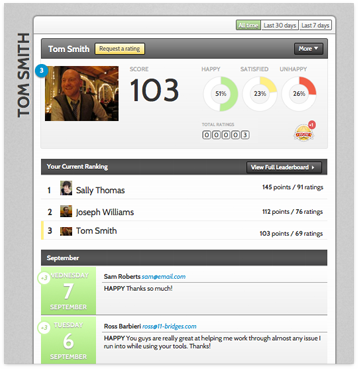 TOM SMITH
All time Last 30 days Last 7 days
Tom Smith Request a rating More ▼
3
SCORE HAPPY SATISFIED UNHAPPY
103 51% 23% 26%
TOTAL RATINGS
00003
Your Current Ranking View Full Leaderboard
1 Sally Thomas 145 points / 91 ratings
2 Joseph Williams 112 points / 76 ratings
3 Tom Smith 103 points / 69 ratings
September
WEDNESDAY
7
SEPTEMBER
Sam Roberts sam@email.com
HAPPY Thanks so much!
TUESDAY
6
SEPTEMBER
Ross Barbieri ross@11-bridges.com
HAPPY You guys are really great at helping me work through almost any issue I
run into while using your tools. Thanks!